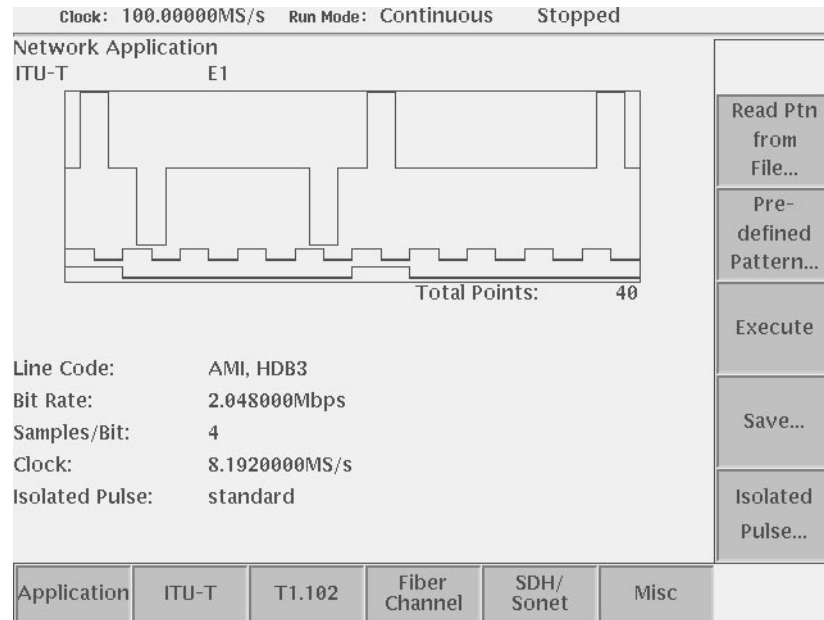 Clock: 100.00000MS/s Run Mode: Continuous Stopped
Network Application
ITU-T E1
Total Points: 40
Line Code: AMI, HDB3
Bit Rate: 2.048000Mbps
Samples/Bit: 4
Clock: 8.1920000MS/s
Isolated Pulse: standard
Read Ptn
from
File...
Pre-
defined
Pattern...
Execute
Save...
Isolated
Pulse...
Application ITU-T T1.102 Fiber Channel SDH/ Sonet Misc